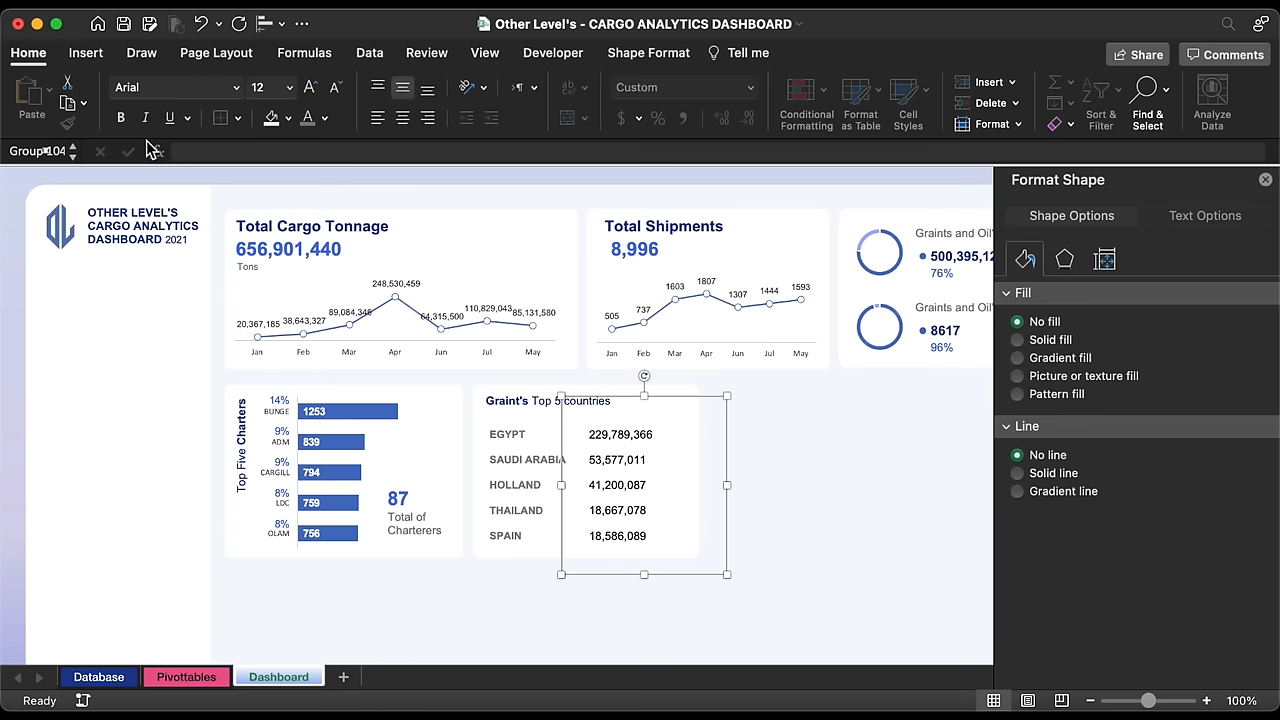 Other Level's - CARGO ANALYTICS DASHBOARD
Home Insert Draw Page Layout Formulas Data Review View Developer Shape Format Tell me
Share Comments
Paste
Arial 12
B I U
Custom
Conditional Formatting
Format as Table
Cell Styles
Insert
Delete
Format
Sort & Filter
Find & Select
Analyze Data
Group 104
OTHER LEVEL'S
CARGO ANALYTICS
DASHBOARD 2021
Total Cargo Tonnage
656,901,440
Tons
20,367,185 38,643,327 89,084,346 248,530,459 64,315,500 110,829,043 85,131,580
Jan Feb Mar Apr Jun Jul May
Total Shipments
8,996
505 737 1603 1807 1307 1444 1593
Jan Feb Mar Apr Jun Jul May
Graint's and Oil'
500,395,12
76%
Graint's and Oil'
8617
96%
Top Five Charters
14%
BUNGE 1253
9%
ADM 839
9%
CARGILL 794
8%
LDC 759
8%
OLAM 756
87
Total of
Charterers
Graint's Top 5 countries
EGYPT 229,789,366
SAUDI ARABIA 53,577,011
HOLLAND 41,200,087
THAILAND 18,667,078
SPAIN 18,586,089
Format Shape
Shape Options Text Options
Fill
No fill
Solid fill
Gradient fill
Picture or texture fill
Pattern fill
Line
No line
Solid line
Gradient line
Database Pivottables Dashboard
Ready
100%